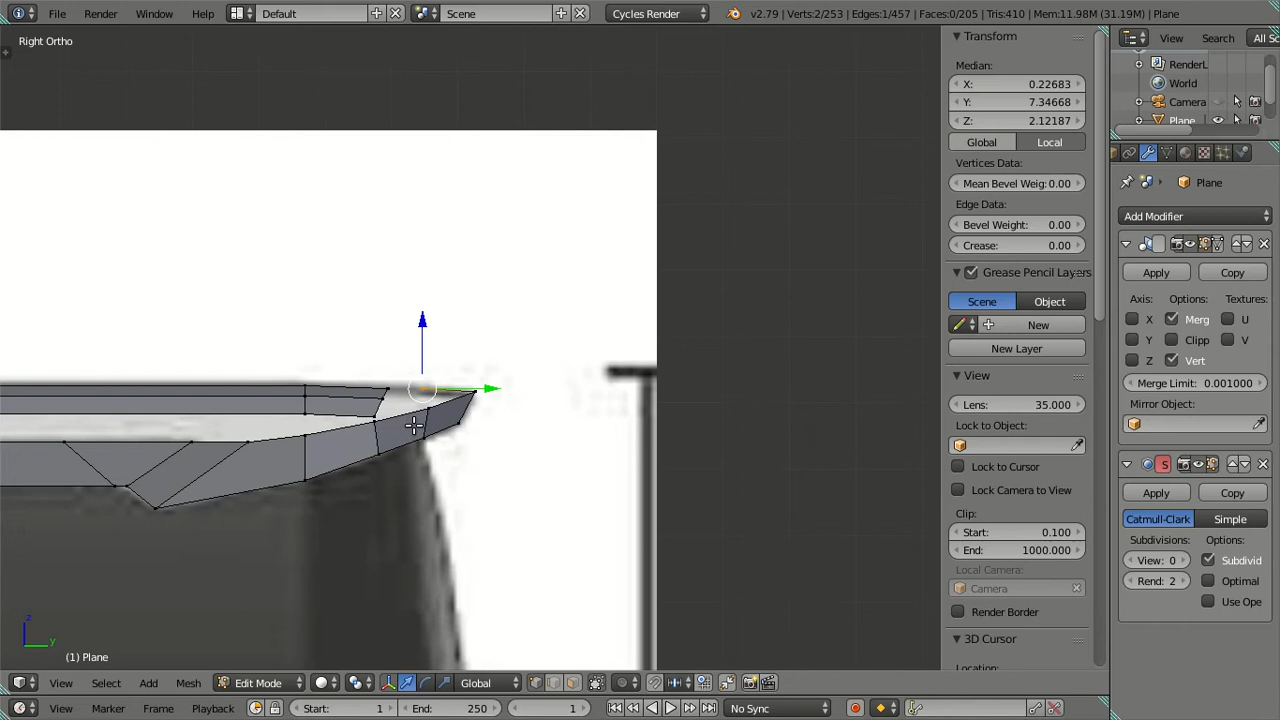 File Render Window Help Default Scene Cycles Render v2.79 | Verts:2/253 | Edges:1/457 | Faces:0/205 | Tris:410 | Mem:11.98M (31.19M) | Plane
Right Ortho
Transform
Median:
X: 0.22683
Y: 7.34668
Z: 2.12187
Global Local
Vertices Data:
Mean Bevel Weig: 0.00
Edge Data:
Bevel Weight: 0.00
Crease: 0.00
Grease Pencil Layers
Scene Object
New
New Layer
View
Lens: 35.000
Lock to Object:
Lock to Cursor
Lock Camera to View
Clip:
Start: 0.100
End: 1000.000
Local Camera:
Camera
Render Border
3D Cursor
Location:
View Search All Sc
RenderL
World
Camera
Plane
Plane
Add Modifier
Apply Copy
Axis: Options: Textures:
X Merg U
Y Clipp V
Z Vert
Merge Limit: 0.001000
Mirror Object:
S
Apply Copy
Catmull-Clark Simple
Subdivisions: Options:
View: 0 Subdivid
Rend: 2 Optimal
Use Ope
z
y
(1) Plane
View Select Add Mesh Edit Mode Global
View Marker Frame Playback Start: 1 End: 250 1 No Sync